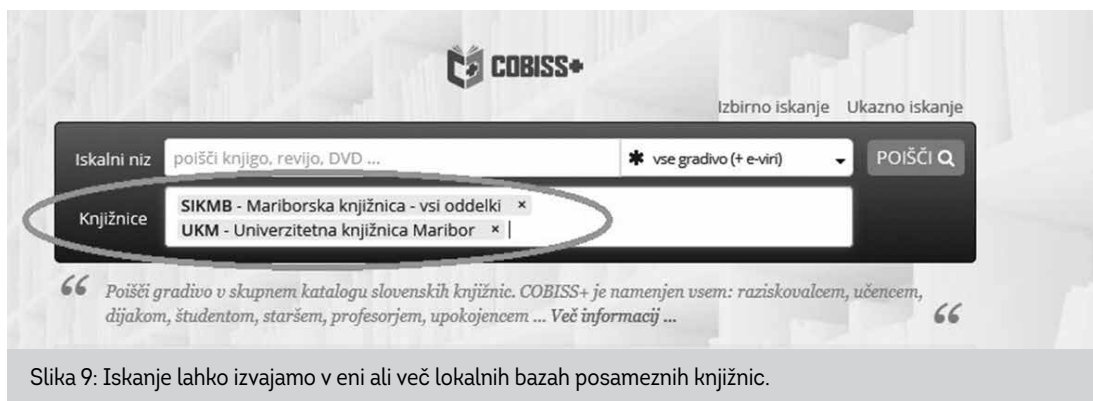 COBISS+
Izbirno iskanje Ukazno iskanje
Iskalni niz poišči knjigo, revijo, DVD ... ✱ vse gradivo (+ e-viri) POIŠČI
Knjižnice SIKMB - Mariborska knjižnica - vsi oddelki ×
UKM - Univerzitetna knjižnica Maribor ×
“ Poišči gradivo v skupnem katalogu slovenskih knjižnic. COBISS+ je namenjen vsem: raziskovalcem, učencem,
dijakom, študentom, staršem, profesorjem, upokojencem ... Več informacij ... “
Slika 9: Iskanje lahko izvajamo v eni ali več lokalnih bazah posameznih knjižnic.